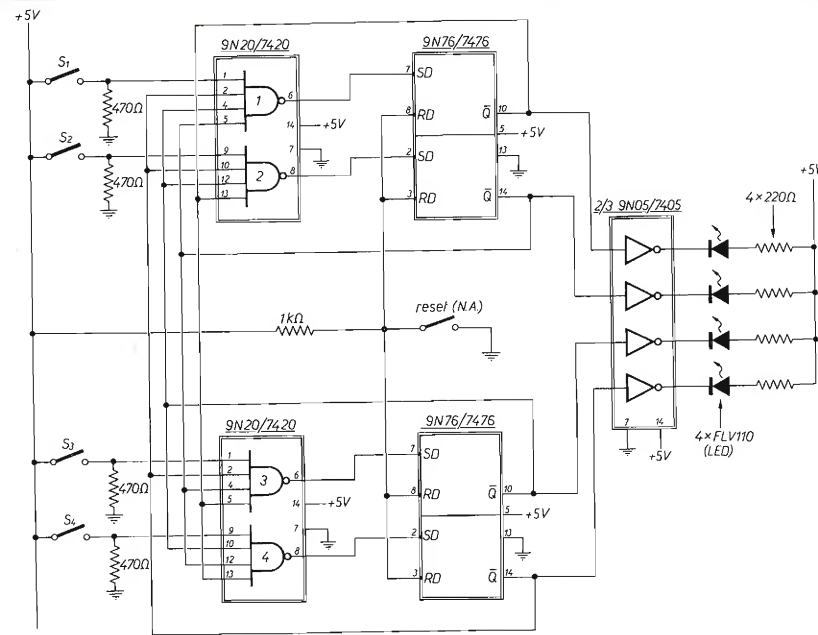 +5V
9N20/7420
9N76/7476
S1
470Ω
1
2
4
5
1
6
14
+5V
7
SD
8
RD
Q̅
10
5
+5V
S2
470Ω
9
10
12
13
2
8
7
2
SD
13
3
RD
Q̅
14
2/3 9N05/7405
4×220Ω
+5V
1kΩ
reset (N.A.)
7
14
+5V
4×FLV110
(LED)
9N20/7420
9N76/7476
S3
470Ω
1
2
4
5
3
6
14
+5V
7
SD
8
RD
Q̅
10
5
+5V
S4
470Ω
9
10
12
13
4
8
7
2
SD
13
3
RD
Q̅
14